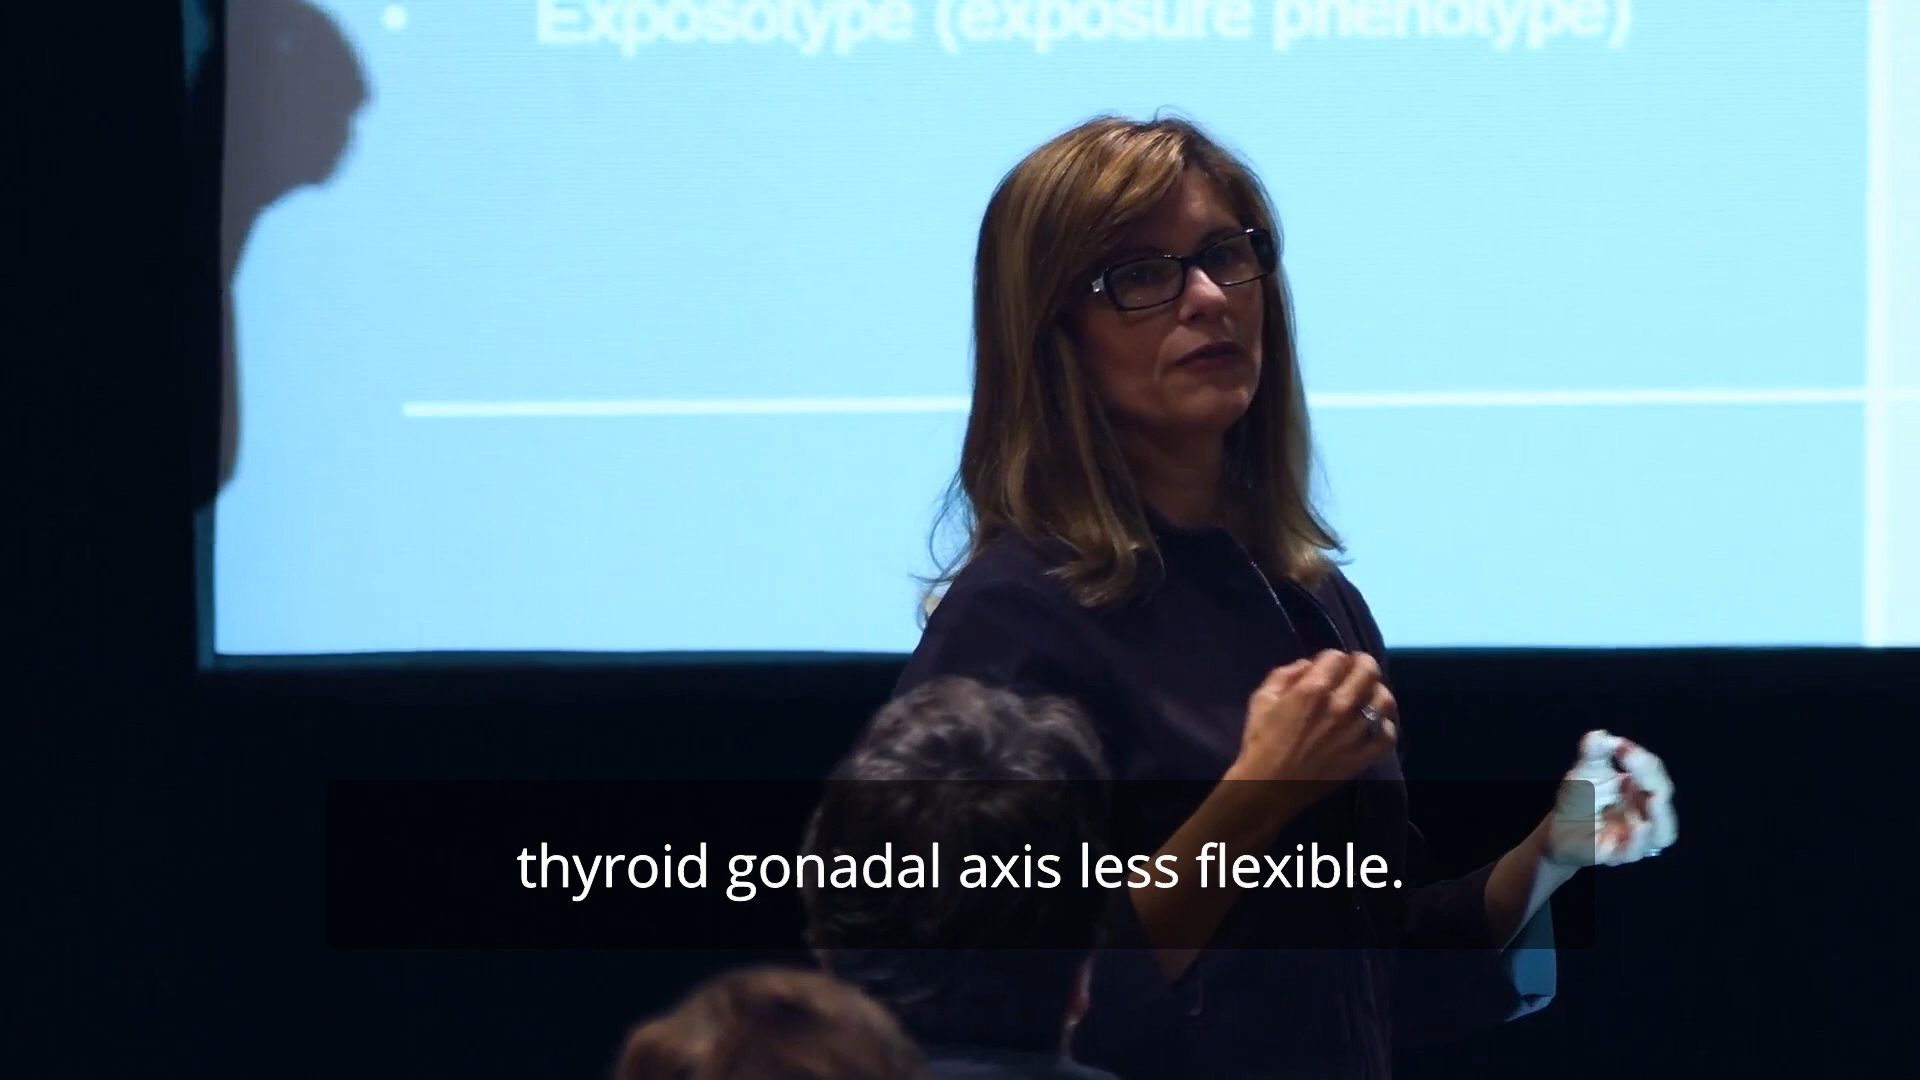 • Exposotype (exposure phenotype)
thyroid gonadal axis less flexible.